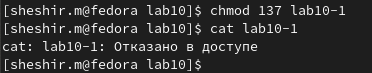 [sheshir.m@fedora lab10]$ chmod 137 lab10-1
[sheshir.m@fedora lab10]$ cat lab10-1
cat: lab10-1: Отказано в доступе
[sheshir.m@fedora lab10]$